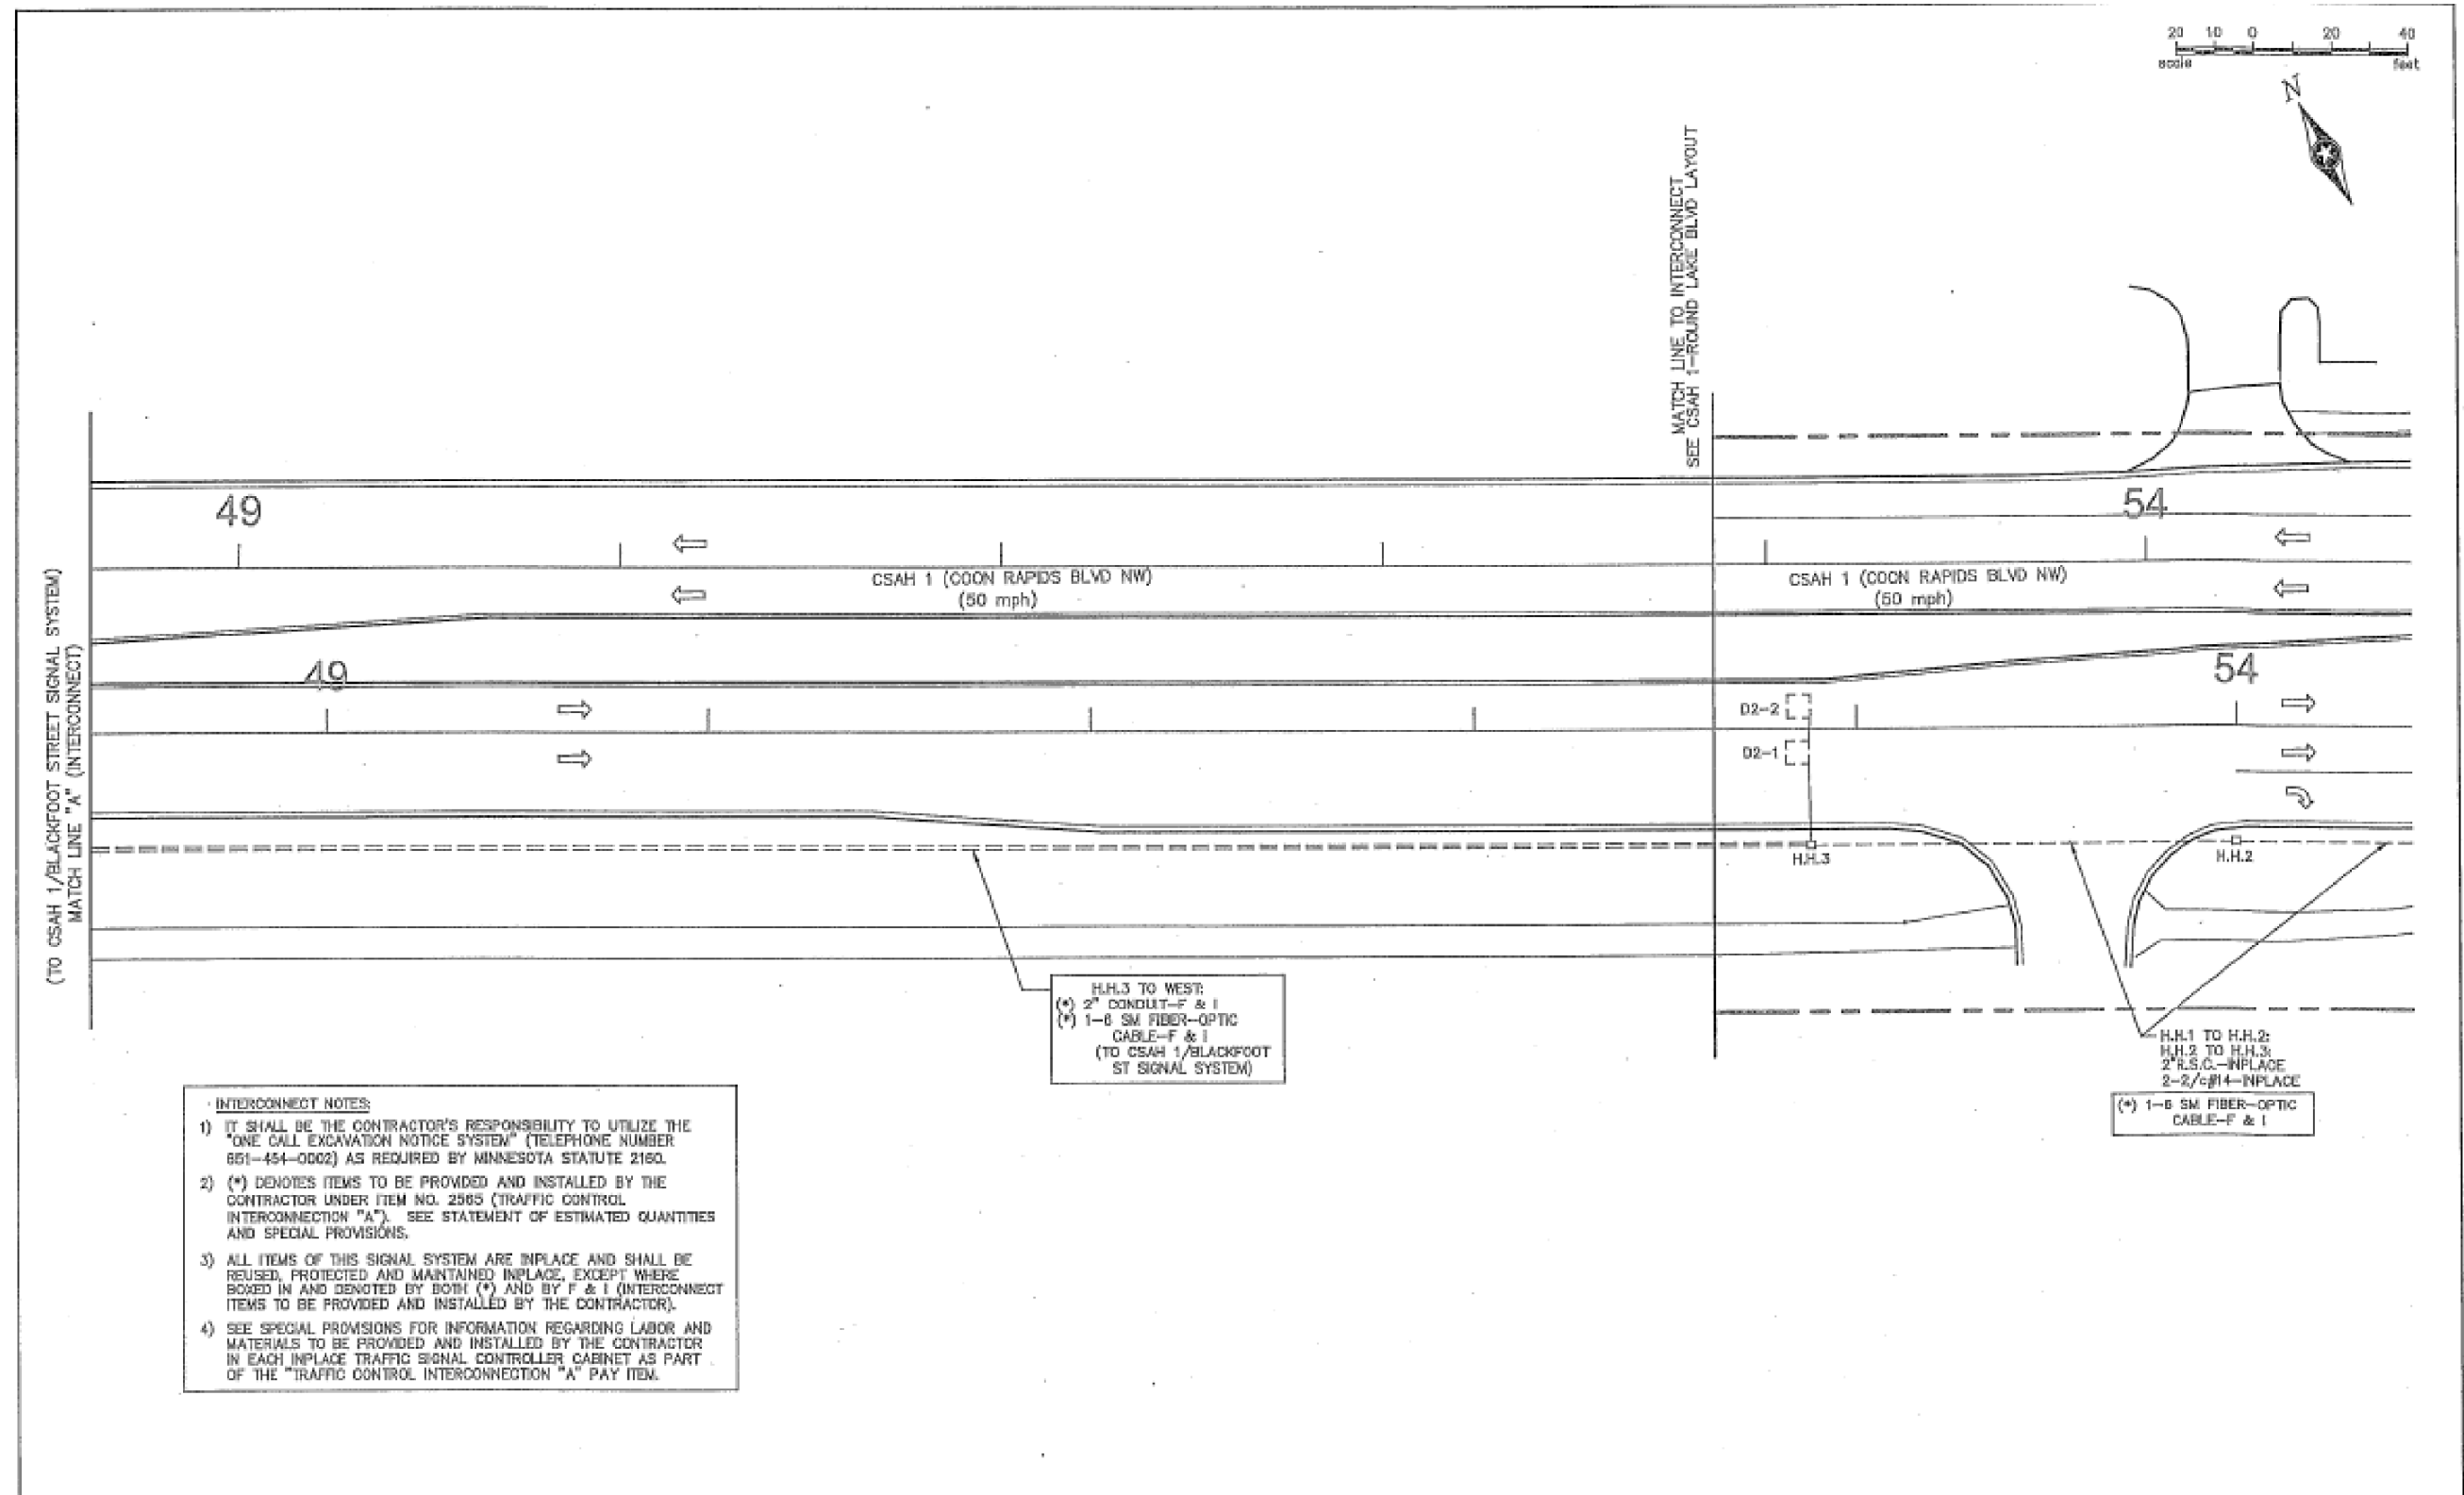 20 10 0 20 40
scale feet
N
MATCH LINE TO INTERCONNECT
SEE CSAH 1-ROUND LAKE BLVD LAYOUT
49
54
CSAH 1 (COON RAPIDS BLVD NW)
(50 mph)
CSAH 1 (COON RAPIDS BLVD NW)
(50 mph)
(TO CSAH 1/BLACKFOOT STREET SIGNAL SYSTEM)
MATCH LINE "A" (INTERCONNECT)
49
54
D2-2
D2-1
H.H.3
H.H.2
H.H.3 TO WEST:
(*) 2" CONDUIT-F & I
(*) 1-6 SM FIBER-OPTIC
CABLE-F & I
(TO CSAH 1/BLACKFOOT
ST SIGNAL SYSTEM)
H.H.1 TO H.H.2:
H.H.2 TO H.H.3:
2"R.S.C.-INPLACE
2-2/c#14-INPLACE
(*) 1-6 SM FIBER-OPTIC
CABLE-F & I
INTERCONNECT NOTES:
1) IT SHALL BE THE CONTRACTOR'S RESPONSIBILITY TO UTILIZE THE
"ONE CALL EXCAVATION NOTICE SYSTEM" (TELEPHONE NUMBER
651-454-0002) AS REQUIRED BY MINNESOTA STATUTE 216D.
2) (*) DENOTES ITEMS TO BE PROVIDED AND INSTALLED BY THE
CONTRACTOR UNDER ITEM NO. 2565 (TRAFFIC CONTROL
INTERCONNECTION "A"). SEE STATEMENT OF ESTIMATED QUANTITIES
AND SPECIAL PROVISIONS.
3) ALL ITEMS OF THIS SIGNAL SYSTEM ARE INPLACE AND SHALL BE
REUSED, PROTECTED AND MAINTAINED INPLACE, EXCEPT WHERE
BOXED IN AND DENOTED BY BOTH (*) AND BY F & I (INTERCONNECT
ITEMS TO BE PROVIDED AND INSTALLED BY THE CONTRACTOR).
4) SEE SPECIAL PROVISIONS FOR INFORMATION REGARDING LABOR AND
MATERIALS TO BE PROVIDED AND INSTALLED BY THE CONTRACTOR
IN EACH INPLACE TRAFFIC SIGNAL CONTROLLER CABINET AS PART
OF THE "TRAFFIC CONTROL INTERCONNECTION "A" PAY ITEM.